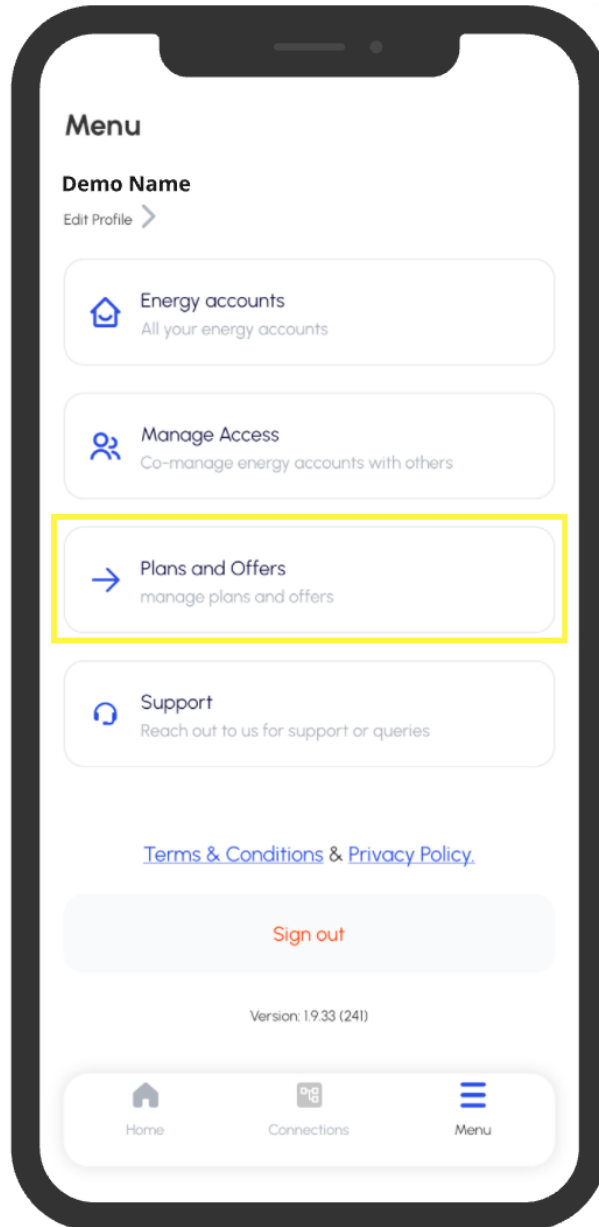 Menu
Demo Name
Edit Profile
Energy accounts
All your energy accounts
Manage Access
Co-manage energy accounts with others
Plans and Offers
manage plans and offers
Support
Reach out to us for support or queries
Terms & Conditions & Privacy Policy.
Sign out
Version: 1.9.33 (241)
Home Connections Menu